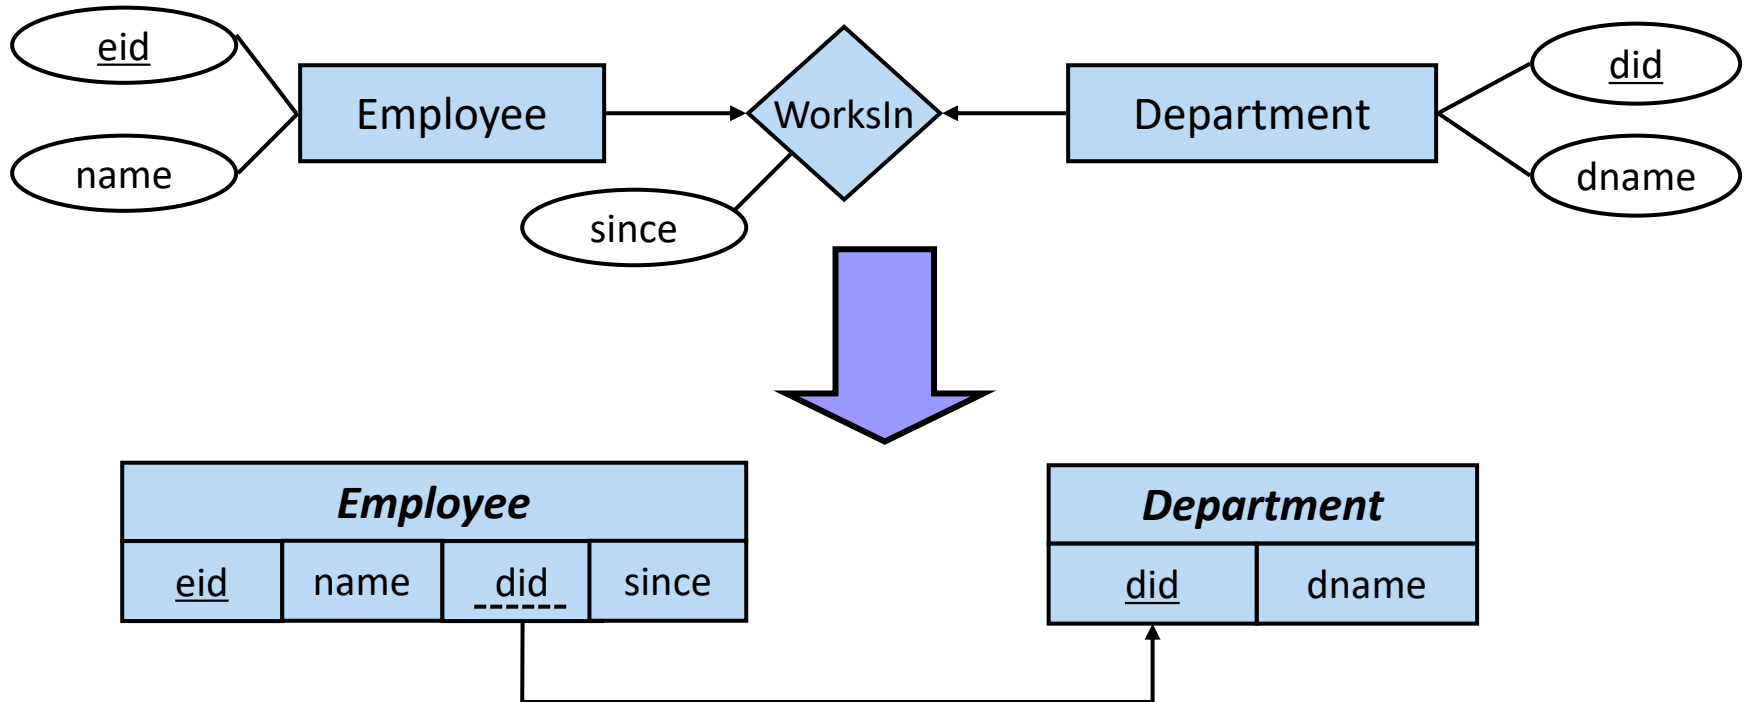 eid
name
Employee
WorksIn
since
Department
did
dname
Employee
eid name did since
Department
did dname